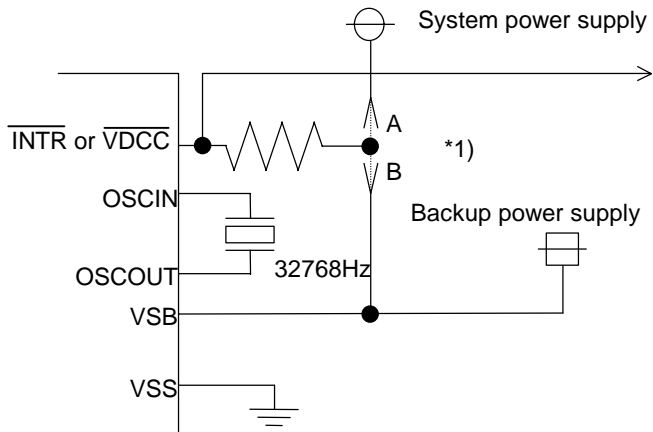 System power supply
A
INTR or VDCC
*1)
B
OSCIN
Backup power supply
32768Hz
OSCOUT
VSB
VSS